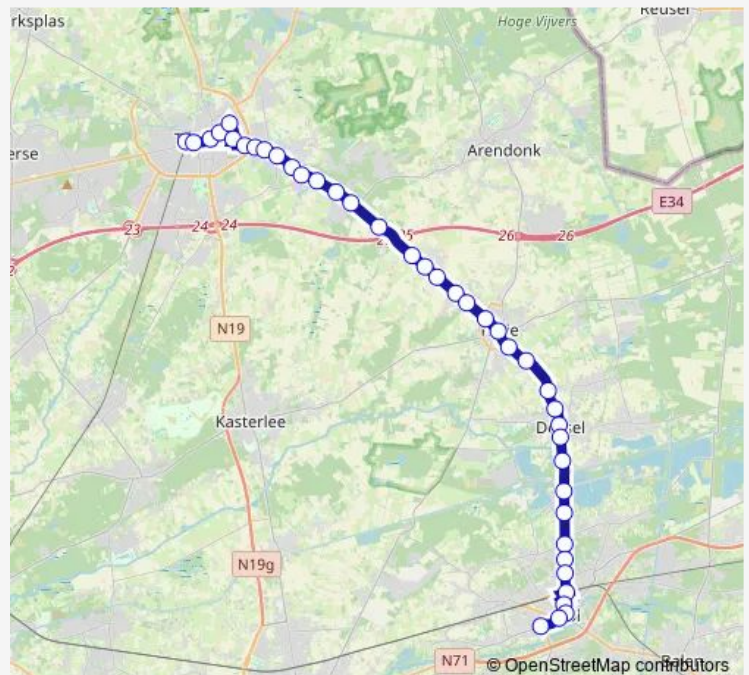 rksplas
Hoge Vijvers
Reusel
T
erse
Arendonk
E34
23
24
24
26
26
N19
Kasterlee
N19g
N71
© OpenStreetMap contributors